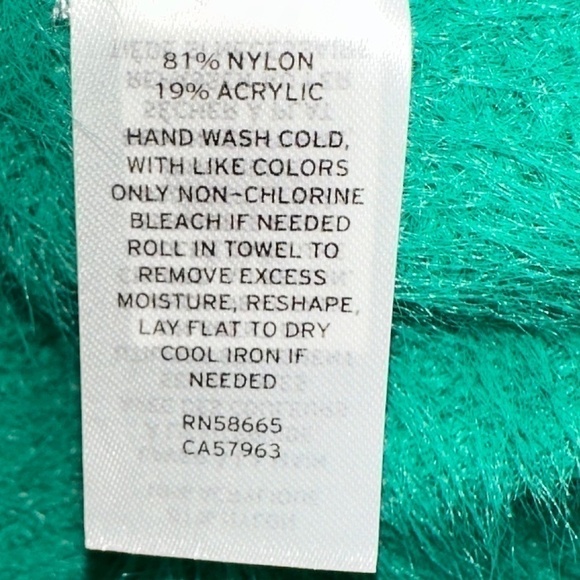 81% NYLON
19% ACRYLIC
HAND WASH COLD,
WITH LIKE COLORS
ONLY NON-CHLORINE
BLEACH IF NEEDED
ROLL IN TOWEL TO
REMOVE EXCESS
MOISTURE, RESHAPE,
LAY FLAT TO DRY
COOL IRON IF
NEEDED
RN58665
CA57963